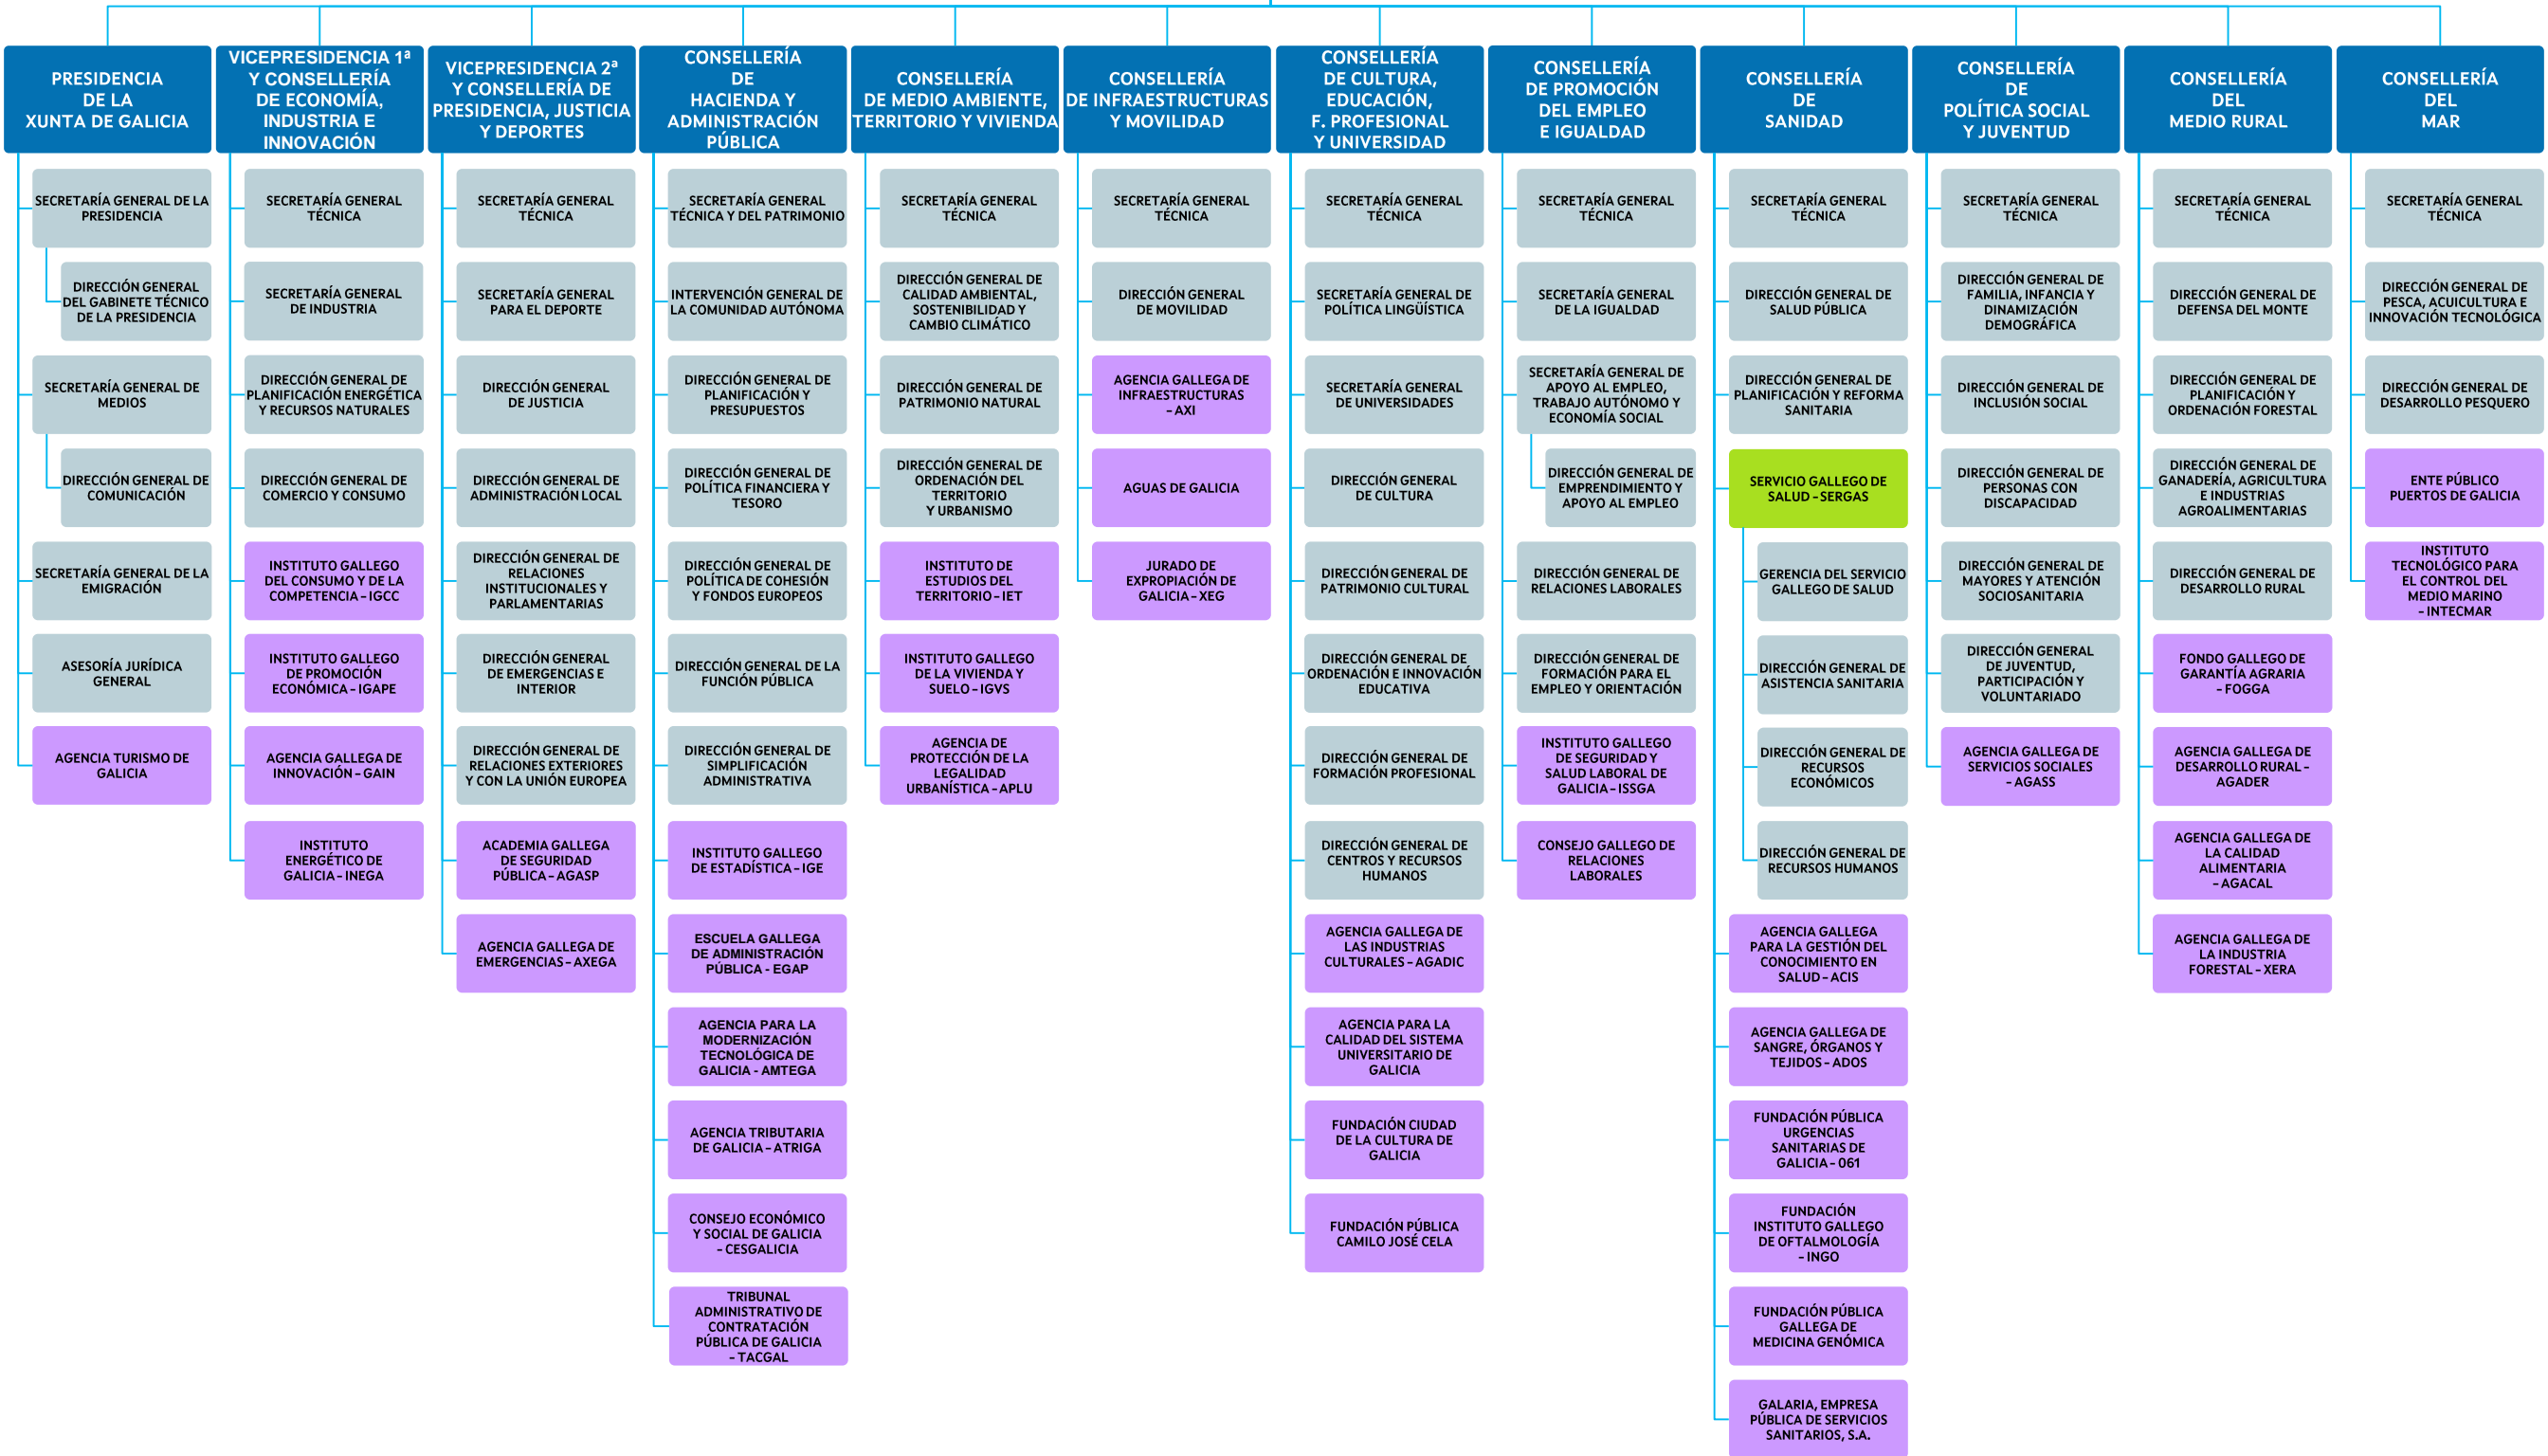 PRESIDENCIA
DE LA
XUNTA DE GALICIA
SECRETARÍA GENERAL DE LA
PRESIDENCIA
DIRECCIÓN GENERAL
DEL GABINETE TÉCNICO
DE LA PRESIDENCIA
SECRETARÍA GENERAL DE
MEDIOS
DIRECCIÓN GENERAL DE
COMUNICACIÓN
SECRETARÍA GENERAL DE LA
EMIGRACIÓN
ASESORÍA JURÍDICA
GENERAL
AGENCIA TURISMO DE
GALICIA
VICEPRESIDENCIA 1ª
Y CONSELLERÍA
DE ECONOMÍA,
INDUSTRIA E
INNOVACIÓN
SECRETARÍA GENERAL
TÉCNICA
SECRETARÍA GENERAL
DE INDUSTRIA
DIRECCIÓN GENERAL DE
PLANIFICACIÓN ENERGÉTICA
Y RECURSOS NATURALES
DIRECCIÓN GENERAL DE
COMERCIO Y CONSUMO
INSTITUTO GALLEGO
DEL CONSUMO Y DE LA
COMPETENCIA – IGCC
INSTITUTO GALLEGO
DE PROMOCIÓN
ECONÓMICA – IGAPE
AGENCIA GALLEGA DE
INNOVACIÓN – GAIN
INSTITUTO
ENERGÉTICO DE
GALICIA – INEGA
VICEPRESIDENCIA 2ª
Y CONSELLERÍA DE
PRESIDENCIA, JUSTICIA
Y DEPORTES
SECRETARÍA GENERAL
TÉCNICA
SECRETARÍA GENERAL
PARA EL DEPORTE
DIRECCIÓN GENERAL
DE JUSTICIA
DIRECCIÓN GENERAL DE
ADMINISTRACIÓN LOCAL
DIRECCIÓN GENERAL DE
RELACIONES
INSTITUCIONALES Y
PARLAMENTARIAS
DIRECCIÓN GENERAL
DE EMERGENCIAS E
INTERIOR
DIRECCIÓN GENERAL DE
RELACIONES EXTERIORES
Y CON LA UNIÓN EUROPEA
ACADEMIA GALLEGA
DE SEGURIDAD
PÚBLICA – AGASP
AGENCIA GALLEGA DE
EMERGENCIAS – AXEGA
CONSELLERÍA
DE
HACIENDA Y
ADMINISTRACIÓN
PÚBLICA
SECRETARÍA GENERAL
TÉCNICA Y DEL PATRIMONIO
INTERVENCIÓN GENERAL DE
LA COMUNIDAD AUTÓNOMA
DIRECCIÓN GENERAL DE
PLANIFICACIÓN Y
PRESUPUESTOS
DIRECCIÓN GENERAL DE
POLÍTICA FINANCIERA Y
TESORO
DIRECCIÓN GENERAL DE
POLÍTICA DE COHESIÓN
Y FONDOS EUROPEOS
DIRECCIÓN GENERAL DE LA
FUNCIÓN PÚBLICA
DIRECCIÓN GENERAL DE
SIMPLIFICACIÓN
ADMINISTRATIVA
INSTITUTO GALLEGO
DE ESTADÍSTICA – IGE
ESCUELA GALLEGA
DE ADMINISTRACIÓN
PÚBLICA - EGAP
AGENCIA PARA LA
MODERNIZACIÓN
TECNOLÓGICA DE
GALICIA - AMTEGA
AGENCIA TRIBUTARIA
DE GALICIA – ATRIGA
CONSEJO ECONÓMICO
Y SOCIAL DE GALICIA
– CESGALICIA
TRIBUNAL
ADMINISTRATIVO DE
CONTRATACIÓN
PÚBLICA DE GALICIA
– TACGAL
CONSELLERÍA
DE MEDIO AMBIENTE,
TERRITORIO Y VIVIENDA
SECRETARÍA GENERAL
TÉCNICA
DIRECCIÓN GENERAL DE
CALIDAD AMBIENTAL,
SOSTENIBILIDAD Y
CAMBIO CLIMÁTICO
DIRECCIÓN GENERAL DE
PATRIMONIO NATURAL
DIRECCIÓN GENERAL DE
ORDENACIÓN DEL
TERRITORIO
Y URBANISMO
INSTITUTO DE
ESTUDIOS DEL
TERRITORIO – IET
INSTITUTO GALLEGO
DE LA VIVIENDA Y
SUELO – IGVS
AGENCIA DE
PROTECCIÓN DE LA
LEGALIDAD
URBANÍSTICA – APLU
CONSELLERÍA
DE INFRAESTRUCTURAS
Y MOVILIDAD
SECRETARÍA GENERAL
TÉCNICA
DIRECCIÓN GENERAL
DE MOVILIDAD
AGENCIA GALLEGA DE
INFRAESTRUCTURAS
– AXI
AGUAS DE GALICIA
JURADO DE
EXPROPIACIÓN DE
GALICIA – XEG
CONSELLERÍA
DE CULTURA,
EDUCACIÓN,
F. PROFESIONAL
Y UNIVERSIDAD
SECRETARÍA GENERAL
TÉCNICA
SECRETARÍA GENERAL DE
POLÍTICA LINGÜÍSTICA
SECRETARÍA GENERAL
DE UNIVERSIDADES
DIRECCIÓN GENERAL
DE CULTURA
DIRECCIÓN GENERAL DE
PATRIMONIO CULTURAL
DIRECCIÓN GENERAL DE
ORDENACIÓN E INNOVACIÓN
EDUCATIVA
DIRECCIÓN GENERAL DE
FORMACIÓN PROFESIONAL
DIRECCIÓN GENERAL DE
CENTROS Y RECURSOS
HUMANOS
AGENCIA GALLEGA DE
LAS INDUSTRIAS
CULTURALES – AGADIC
AGENCIA PARA LA
CALIDAD DEL SISTEMA
UNIVERSITARIO DE
GALICIA
FUNDACIÓN CIUDAD
DE LA CULTURA DE
GALICIA
FUNDACIÓN PÚBLICA
CAMILO JOSÉ CELA
CONSELLERÍA
DE PROMOCIÓN
DEL EMPLEO
E IGUALDAD
SECRETARÍA GENERAL
TÉCNICA
SECRETARÍA GENERAL
DE LA IGUALDAD
SECRETARÍA GENERAL DE
APOYO AL EMPLEO,
TRABAJO AUTÓNOMO Y
ECONOMÍA SOCIAL
DIRECCIÓN GENERAL DE
EMPRENDIMIENTO Y
APOYO AL EMPLEO
DIRECCIÓN GENERAL DE
RELACIONES LABORALES
DIRECCIÓN GENERAL DE
FORMACIÓN PARA EL
EMPLEO Y ORIENTACIÓN
INSTITUTO GALLEGO
DE SEGURIDAD Y
SALUD LABORAL DE
GALICIA – ISSGA
CONSEJO GALLEGO DE
RELACIONES
LABORALES
CONSELLERÍA
DE
SANIDAD
SECRETARÍA GENERAL
TÉCNICA
DIRECCIÓN GENERAL DE
SALUD PÚBLICA
DIRECCIÓN GENERAL DE
PLANIFICACIÓN Y REFORMA
SANITARIA
SERVICIO GALLEGO DE
SALUD – SERGAS
GERENCIA DEL SERVICIO
GALLEGO DE SALUD
DIRECCIÓN GENERAL DE
ASISTENCIA SANITARIA
DIRECCIÓN GENERAL DE
RECURSOS
ECONÓMICOS
DIRECCIÓN GENERAL DE
RECURSOS HUMANOS
AGENCIA GALLEGA
PARA LA GESTIÓN DEL
CONOCIMIENTO EN
SALUD – ACIS
AGENCIA GALLEGA DE
SANGRE, ÓRGANOS Y
TEJIDOS – ADOS
FUNDACIÓN PÚBLICA
URGENCIAS
SANITARIAS DE
GALICIA – 061
FUNDACIÓN
INSTITUTO GALLEGO
DE OFTALMOLOGÍA
– INGO
FUNDACIÓN PÚBLICA
GALLEGA DE
MEDICINA GENÓMICA
GALARIA, EMPRESA
PÚBLICA DE SERVICIOS
SANITARIOS, S.A.
CONSELLERÍA
DE
POLÍTICA SOCIAL
Y JUVENTUD
SECRETARÍA GENERAL
TÉCNICA
DIRECCIÓN GENERAL DE
FAMILIA, INFANCIA Y
DINAMIZACIÓN
DEMOGRÁFICA
DIRECCIÓN GENERAL DE
INCLUSIÓN SOCIAL
DIRECCIÓN GENERAL DE
PERSONAS CON
DISCAPACIDAD
DIRECCIÓN GENERAL DE
MAYORES Y ATENCIÓN
SOCIOSANITARIA
DIRECCIÓN GENERAL
DE JUVENTUD,
PARTICIPACIÓN Y
VOLUNTARIADO
AGENCIA GALLEGA DE
SERVICIOS SOCIALES
– AGASS
CONSELLERÍA
DEL
MEDIO RURAL
SECRETARÍA GENERAL
TÉCNICA
DIRECCIÓN GENERAL DE
DEFENSA DEL MONTE
DIRECCIÓN GENERAL DE
PLANIFICACIÓN Y
ORDENACIÓN FORESTAL
DIRECCIÓN GENERAL DE
GANADERÍA, AGRICULTURA
E INDUSTRIAS
AGROALIMENTARIAS
DIRECCIÓN GENERAL DE
DESARROLLO RURAL
FONDO GALLEGO DE
GARANTÍA AGRARIA
– FOGGA
AGENCIA GALLEGA DE
DESARROLLO RURAL –
AGADER
AGENCIA GALLEGA DE
LA CALIDAD
ALIMENTARIA
– AGACAL
AGENCIA GALLEGA DE
LA INDUSTRIA
FORESTAL – XERA
CONSELLERÍA
DEL
MAR
SECRETARÍA GENERAL
TÉCNICA
DIRECCIÓN GENERAL DE
PESCA, ACUICULTURA E
INNOVACIÓN TECNOLÓGICA
DIRECCIÓN GENERAL DE
DESARROLLO PESQUERO
ENTE PÚBLICO
PUERTOS DE GALICIA
INSTITUTO
TECNOLÓGICO PARA
EL CONTROL DEL
MEDIO MARINO
– INTECMAR